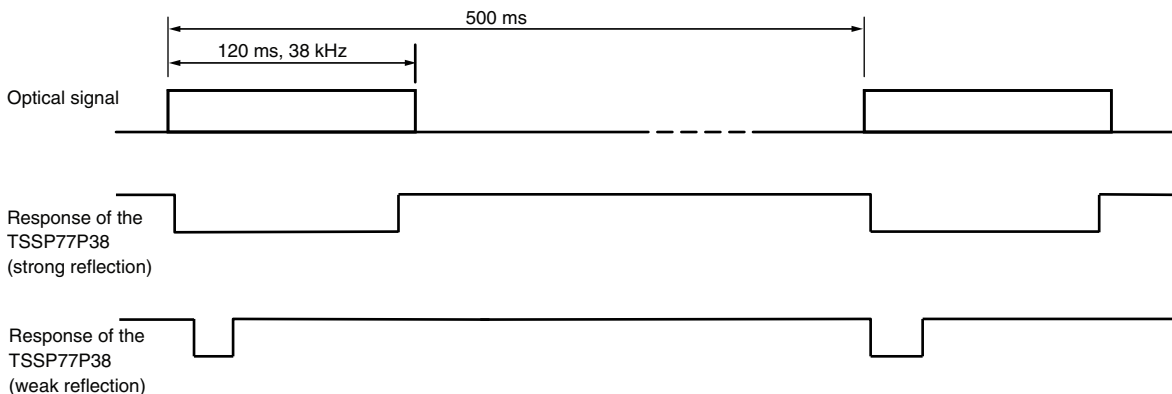 500 ms
120 ms, 38 kHz
Optical signal
Response of the
TSSP77P38
(strong reflection)
Response of the
TSSP77P38
(weak reflection)